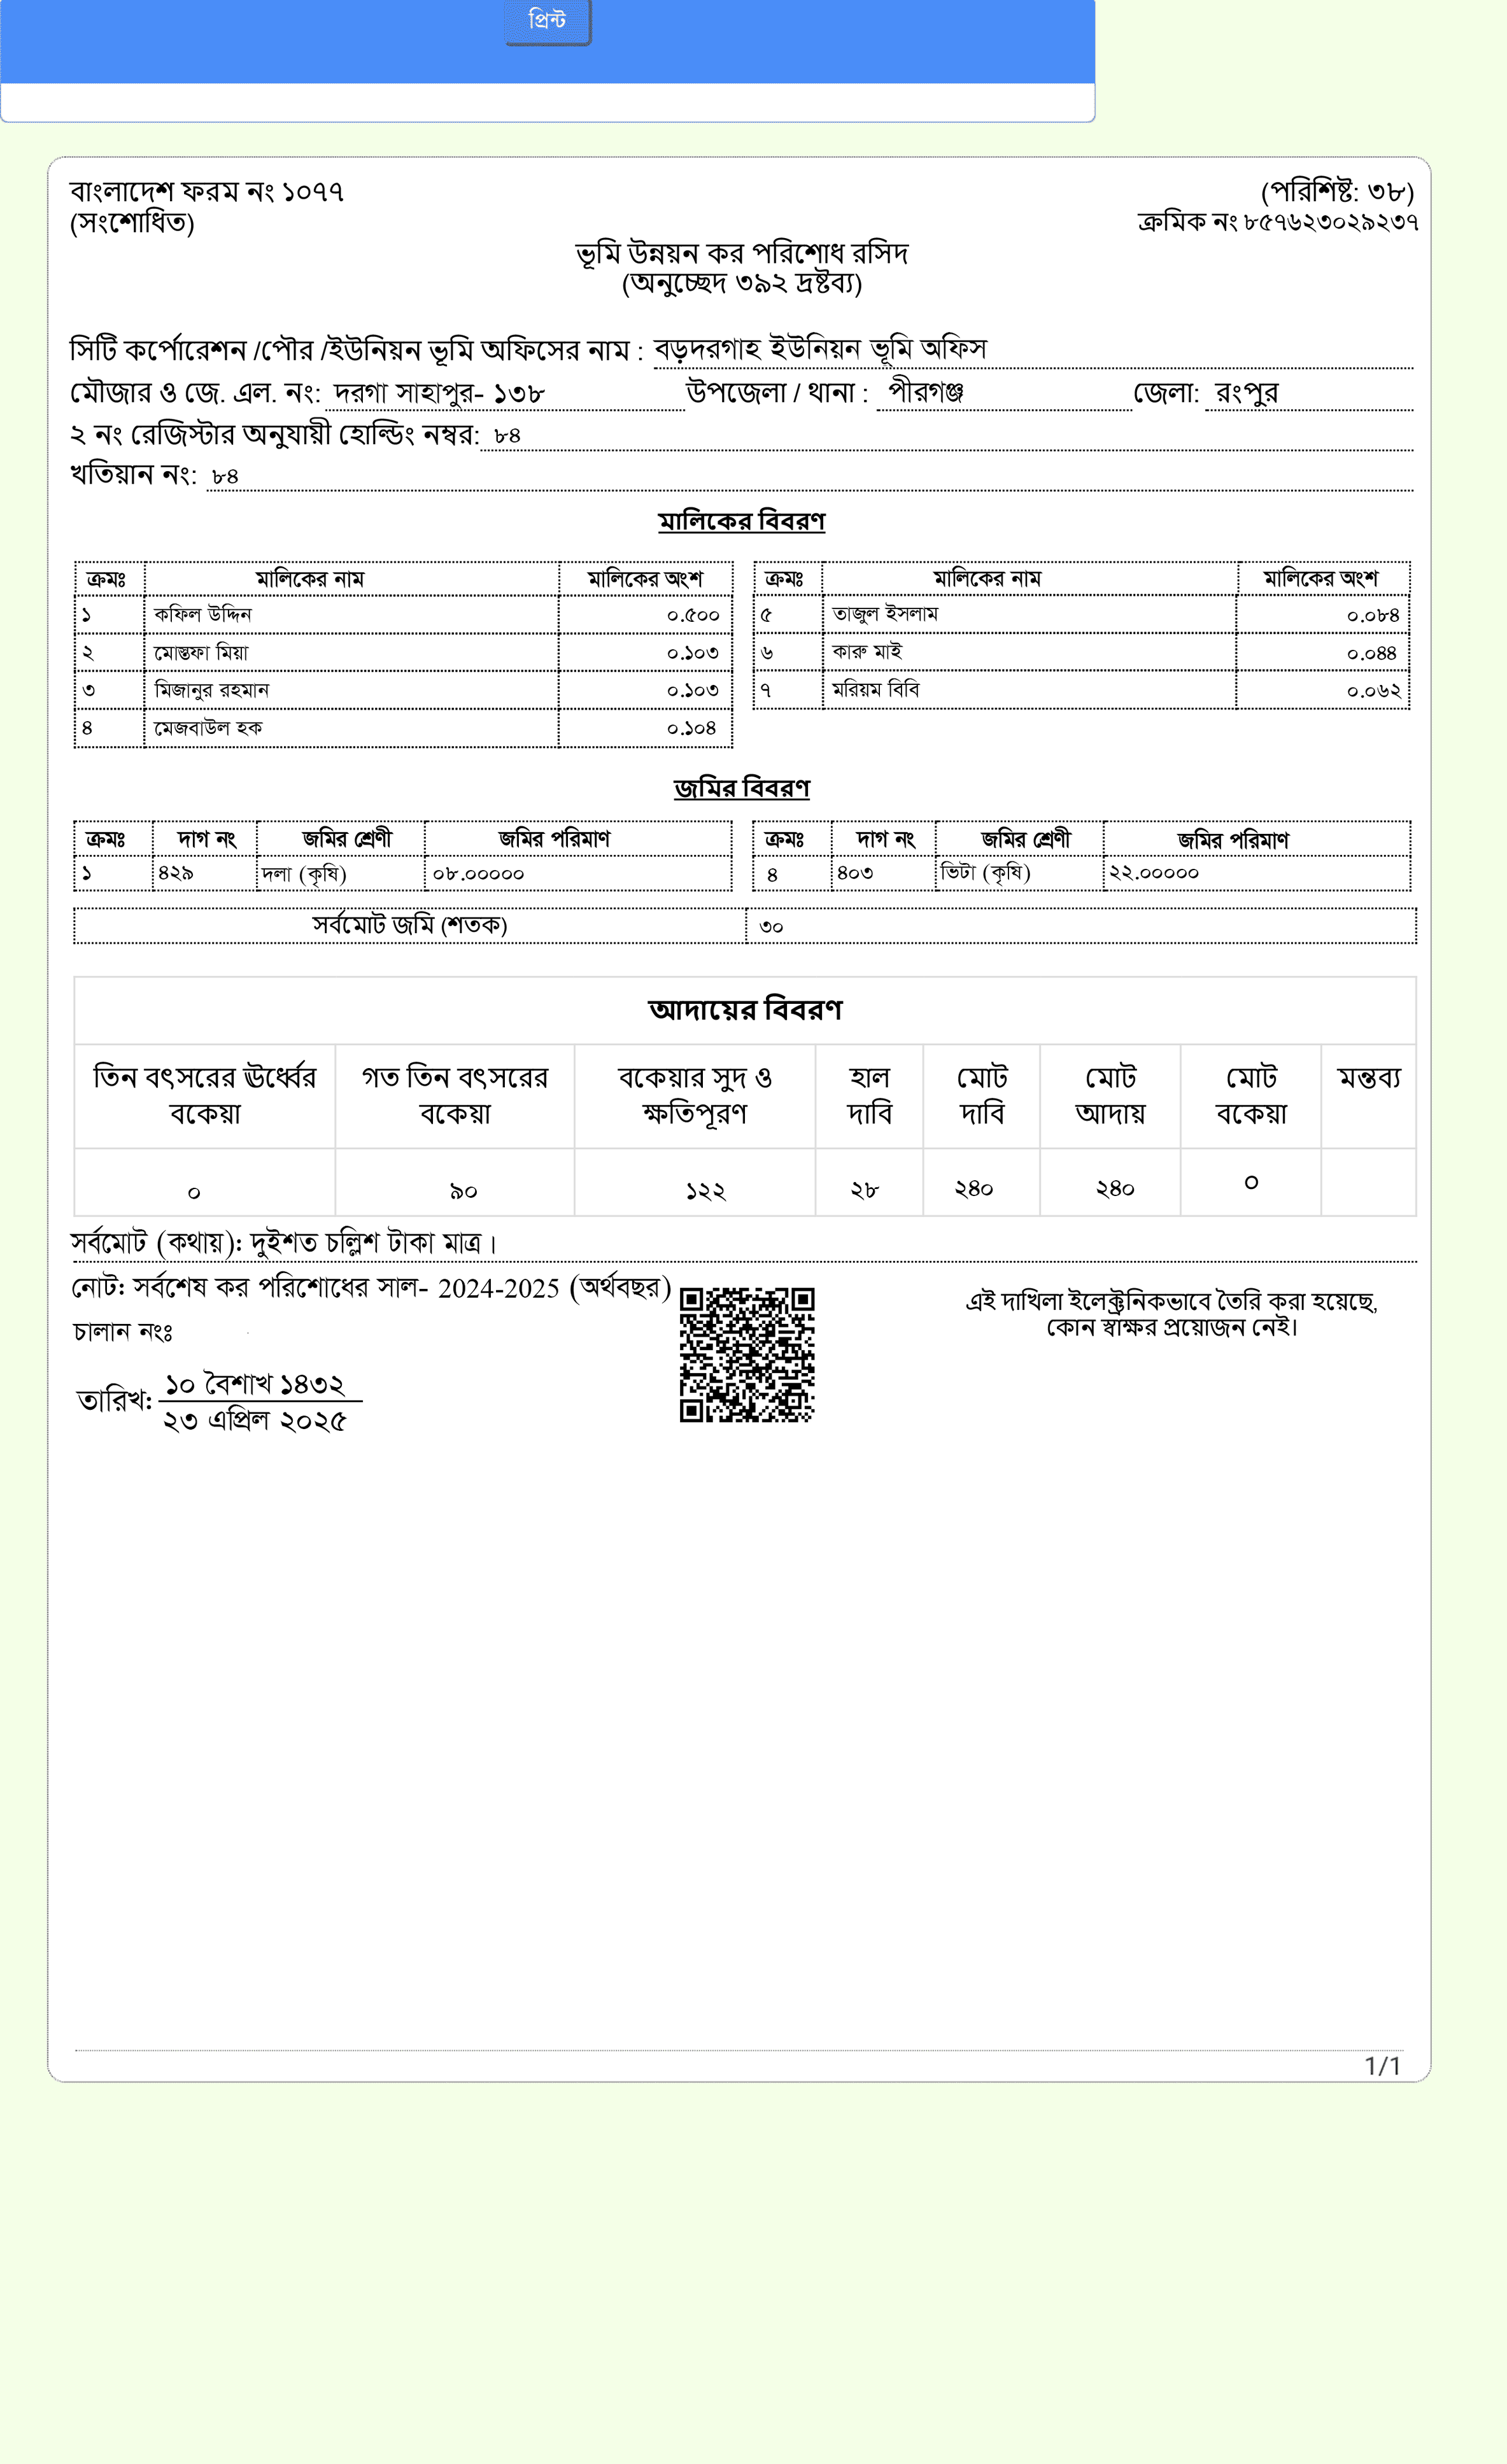 প্রিন্ট
বাংলাদেশ ফরম নং ১০৭৭
(সংশোধিত)
(পরিশিষ্ট: ৩৮)
ক্রমিক নং ৮৫৭৬২৩০২৯২৩৭
ভূমি উন্নয়ন কর পরিশোধ রসিদ
(অনুচ্ছেদ ৩৯২ দ্রষ্টব্য)
সিটি কর্পোরেশন /পৌর /ইউনিয়ন ভূমি অফিসের নাম : বড়দরগাহ ইউনিয়ন ভূমি অফিস
মৌজার ও জে. এল. নং: দরগা সাহাপুর- ১৩৮ উপজেলা / থানা : পীরগঞ্জ জেলা: রংপুর
২ নং রেজিস্টার অনুযায়ী হোল্ডিং নম্বর: ৮৪
খতিয়ান নং: ৮৪
মালিকের বিবরণ
ক্রমঃ মালিকের নাম মালিকের অংশ ক্রমঃ মালিকের নাম মালিকের অংশ
১ কফিল উদ্দিন ০.৫০০ ৫ তাজুল ইসলাম ০.০৮৪
২ মোস্তফা মিয়া ০.১০৩ ৬ কারু মাই ০.০৪৪
৩ মিজানুর রহমান ০.১০৩ ৭ মরিয়ম বিবি ০.০৬২
৪ মেজবাউল হক ০.১০৪
জমির বিবরণ
ক্রমঃ দাগ নং জমির শ্রেণী জমির পরিমাণ ক্রমঃ দাগ নং জমির শ্রেণী জমির পরিমাণ
১ ৪২৯ দলা (কৃষি) ০৮.০০০০০ ৪ ৪০৩ ভিটা (কৃষি) ২২.০০০০০
সর্বমোট জমি (শতক) ৩০
আদায়ের বিবরণ
তিন বৎসরের ঊর্ধ্বের গত তিন বৎসরের বকেয়ার সুদ ও হাল মোট মোট মোট মন্তব্য
বকেয়া বকেয়া ক্ষতিপূরণ দাবি দাবি আদায় বকেয়া
০ ৯০ ১২২ ২৮ ২৪০ ২৪০ ০
সর্বমোট (কথায়): দুইশত চল্লিশ টাকা মাত্র।
নোট: সর্বশেষ কর পরিশোধের সাল- 2024-2025 (অর্থবছর)
চালান নংঃ
তারিখ: ১০ বৈশাখ ১৪৩২
২৩ এপ্রিল ২০২৫
এই দাখিলা ইলেক্ট্রনিকভাবে তৈরি করা হয়েছে,
কোন স্বাক্ষর প্রয়োজন নেই।
1/1